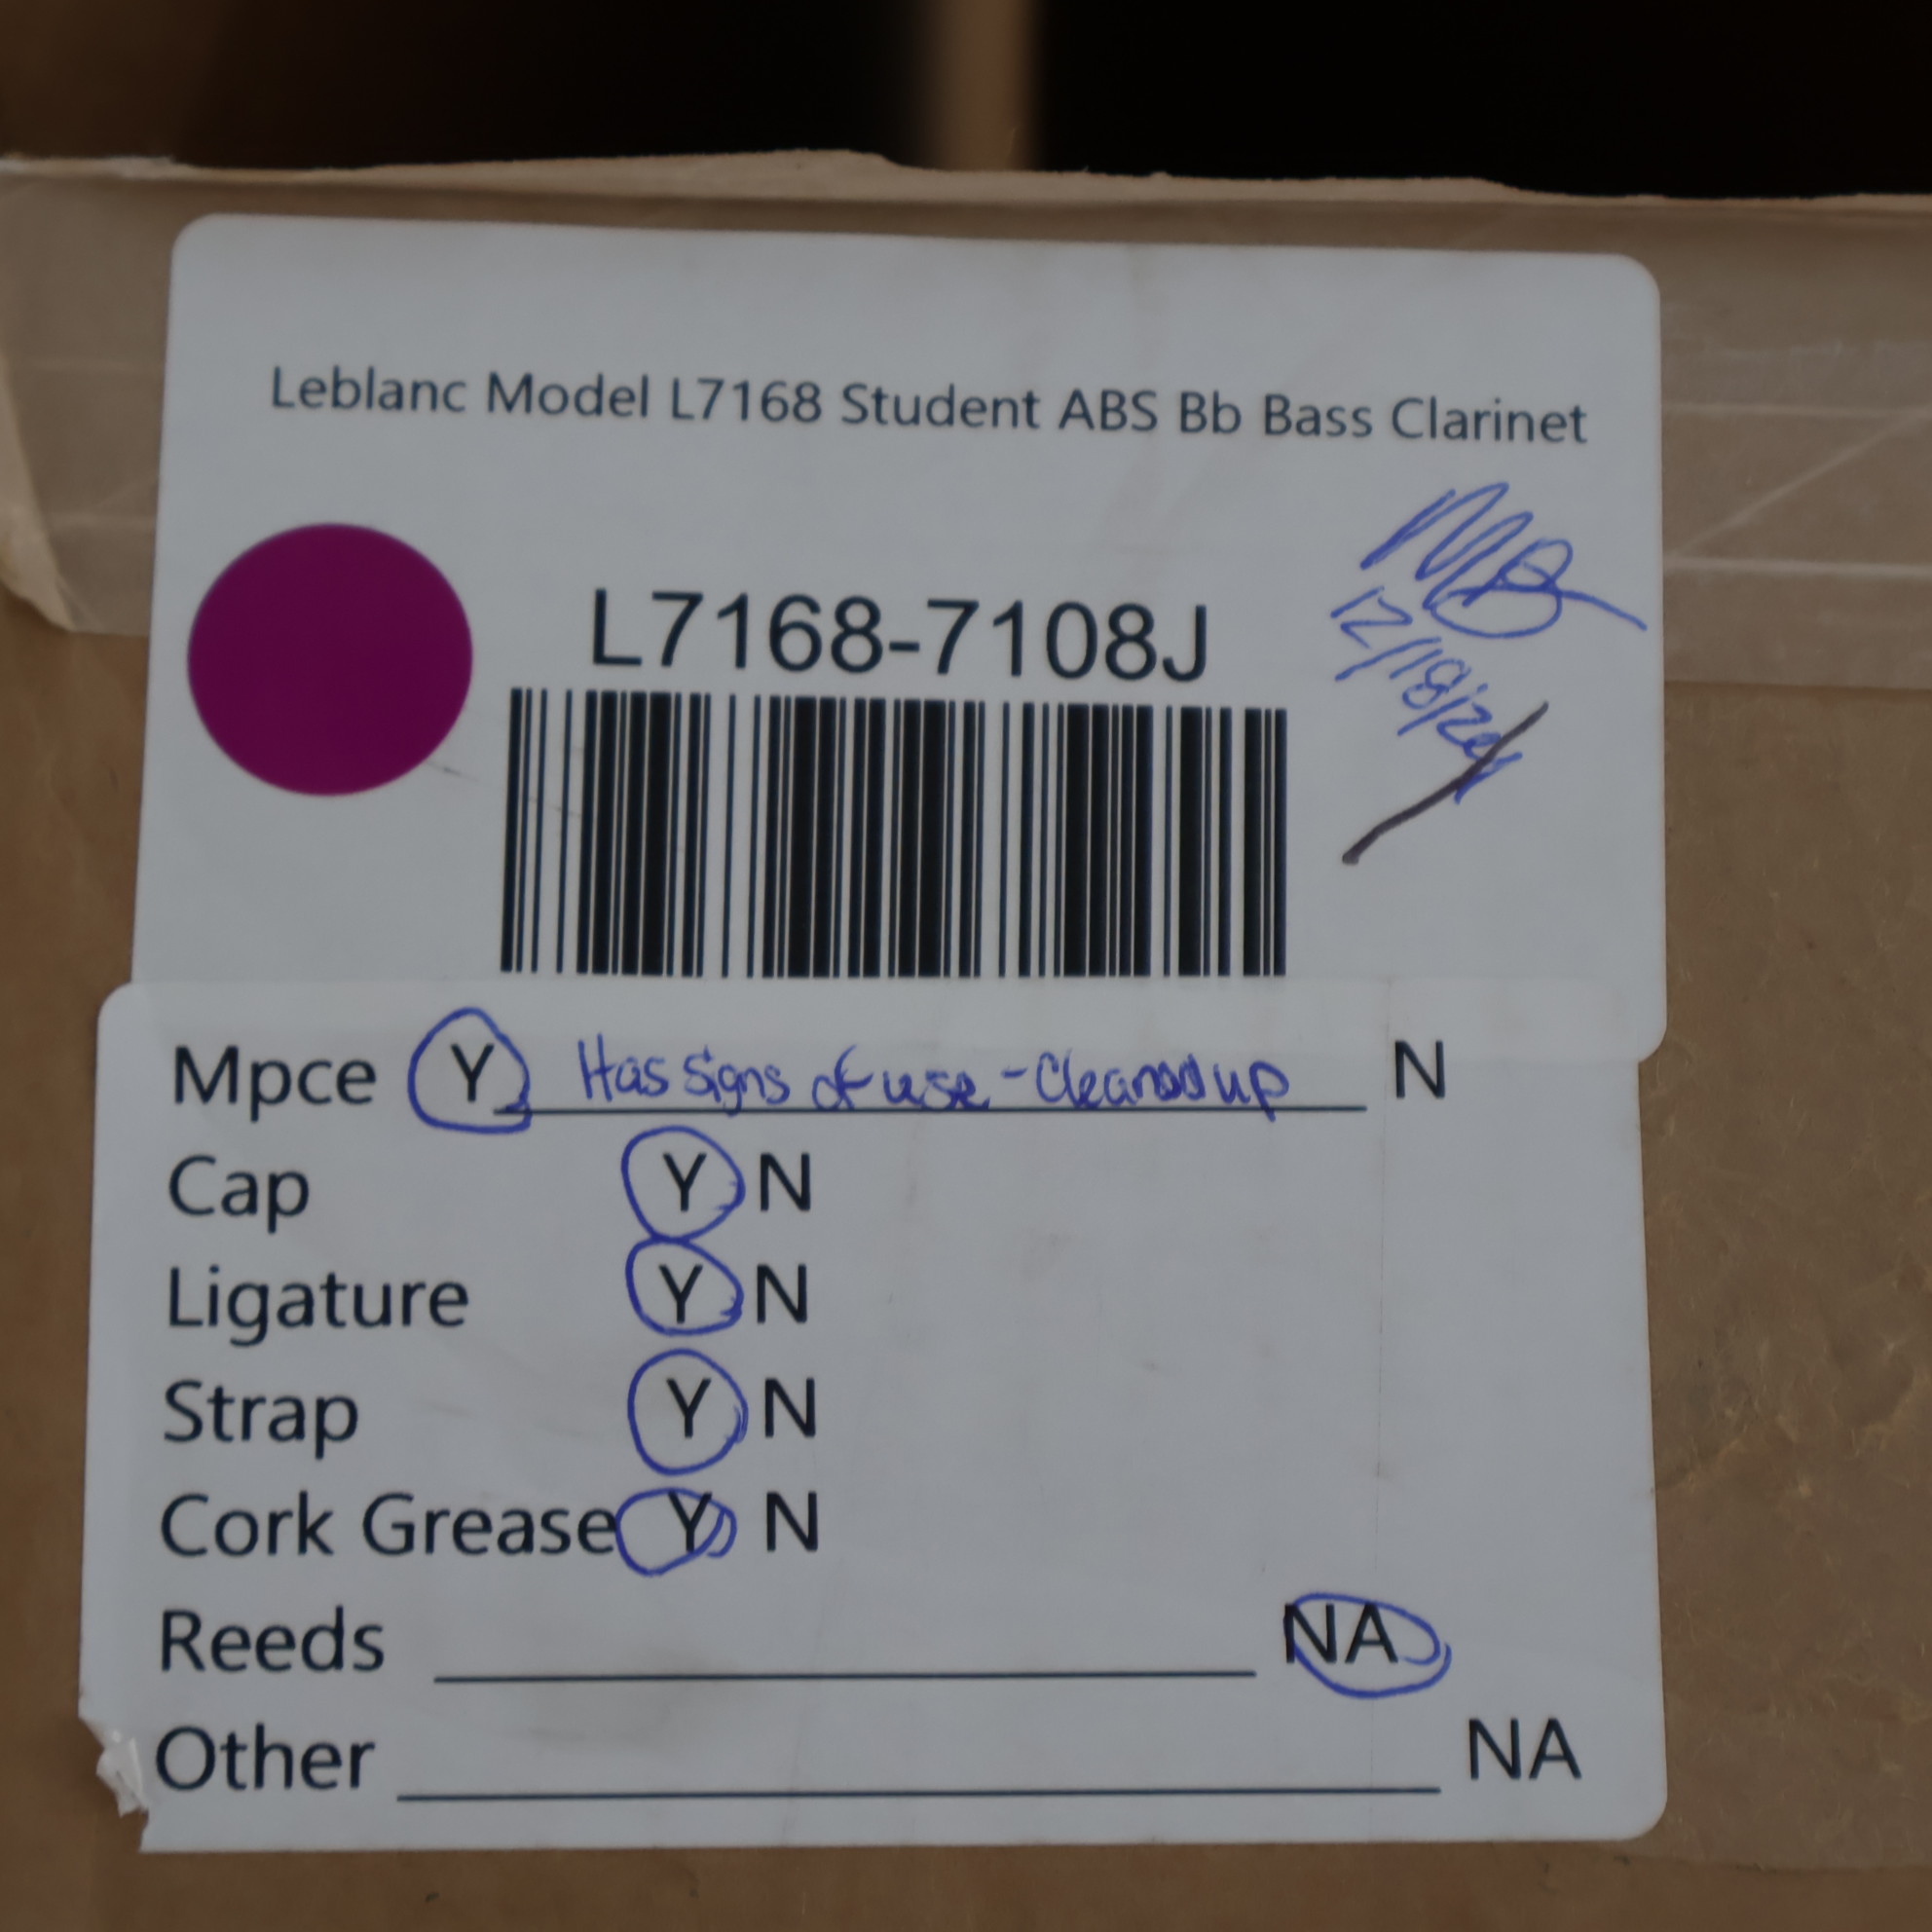 Leblanc Model L7168 Student ABS Bb Bass Clarinet
MB
L7168-7108J
12/18/24
Mpce Y Has signs of use - Cleaned up N
Cap Y N
Ligature Y N
Strap Y N
Cork Grease Y N
Reeds NA
Other NA